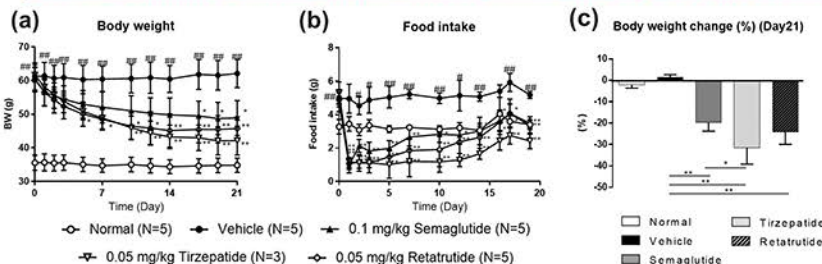 (a) Body weight
(b) Food intake
(c) Body weight change (%) (Day21)
BW (g)
70
60
50
40
30
0 7 14 21
Time (Day)
## ## ## ## ## ## ## ## ## ## ##
Food intake (g)
8
6
4
2
0
0 5 10 15 20
Time (Day)
## ## # # ## ## ## # ## ## ##
(%)
10
0
-10
-20
-30
-40
-50
*
**
**
**
Normal (N=5) Vehicle (N=5) 0.1 mg/kg Semaglutide (N=5)
0.05 mg/kg Tirzepatide (N=3) 0.05 mg/kg Retatrutide (N=5)
Normal Tirzepatide
Vehicle Retatrutide
Semaglutide